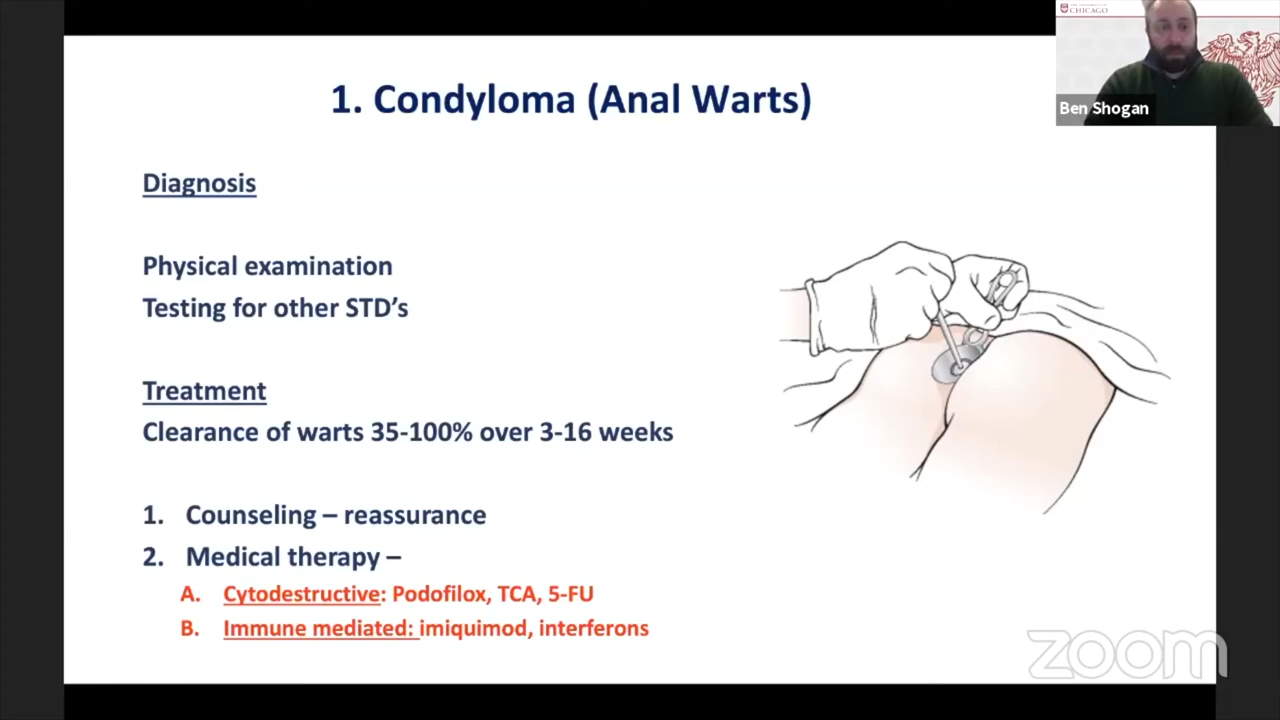 1. Condyloma (Anal Warts)
CHICAGO
Ben Shogan
Diagnosis
Physical examination
Testing for other STD's
Treatment
Clearance of warts 35-100% over 3-16 weeks
1. Counseling – reassurance
2. Medical therapy –
A. Cytodestructive: Podofilox, TCA, 5-FU
B. Immune mediated: imiquimod, interferons
zoom